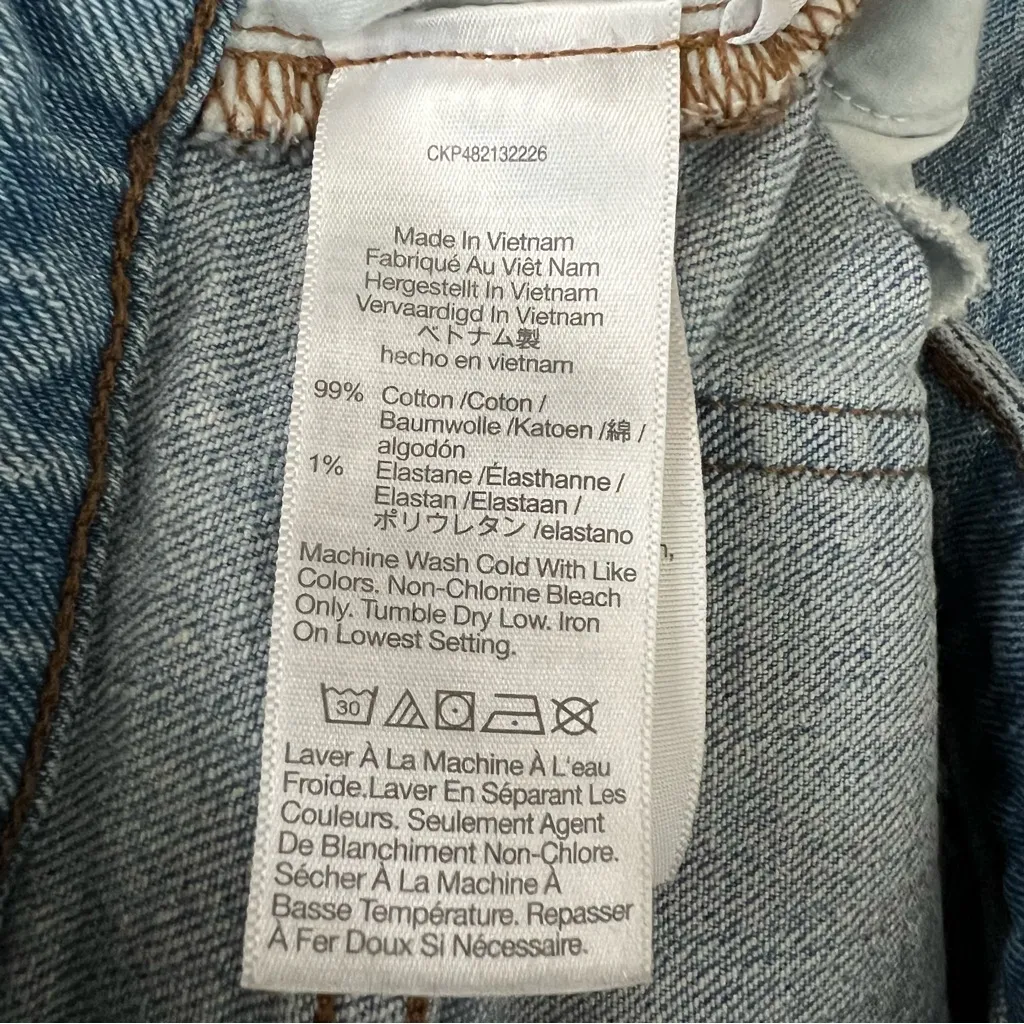 CKP482132226
Made In Vietnam
Fabriqué Au Viêt Nam
Hergestellt In Vietnam
Vervaardigd In Vietnam
ベトナム製
hecho en vietnam
99% Cotton /Coton /
Baumwolle /Katoen /綿 /
algodón
1% Elastane /Élasthanne /
Elastan /Elastaan /
ポリウレタン /elastano
Machine Wash Cold With Like
Colors. Non-Chlorine Bleach
Only. Tumble Dry Low. Iron
On Lowest Setting.
30
Laver À La Machine À L'eau
Froide.Laver En Séparant Les
Couleurs. Seulement Agent
De Blanchiment Non-Chlore.
Sécher À La Machine À
Basse Température. Repasser
À Fer Doux Si Nécessaire.